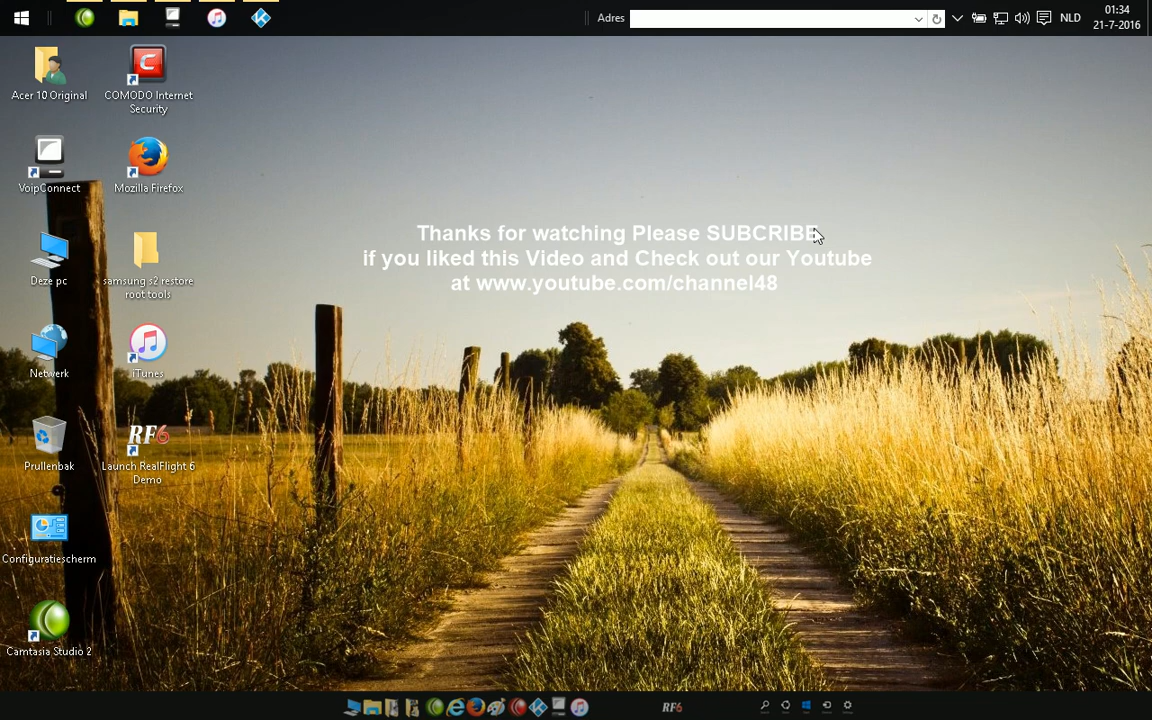 Adres
NLD
01:34
21-7-2016
Acer 10 Original
COMODO Internet
Security
VoipConnect
Mozilla Firefox
Deze pc
samsung s2 restore
root tools
Netwerk
iTunes
Prullenbak
RF6
Launch RealFlight 6
Demo
Configuratiescherm
Camtasia Studio 2
Thanks for watching Please SUBCRIBE
if you liked this Video and Check out our Youtube
at www.youtube.com/channel48
RF6